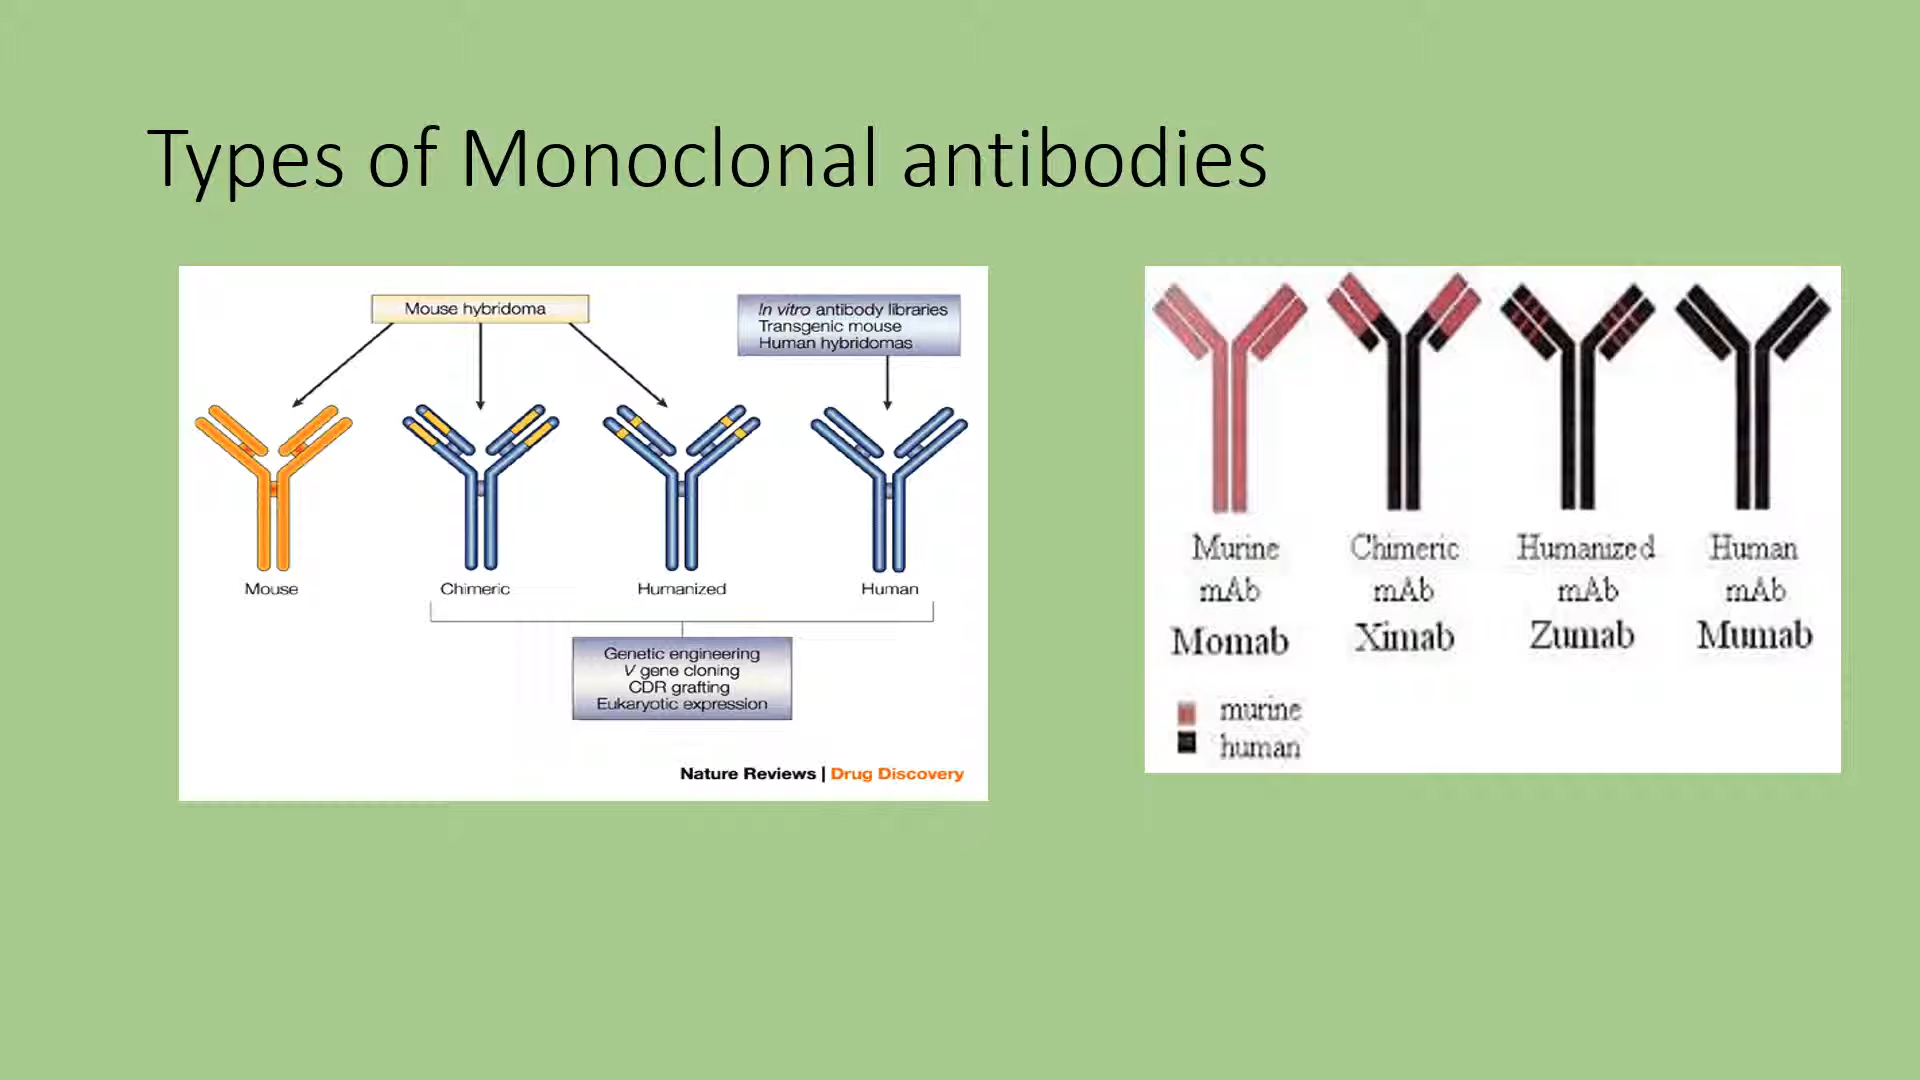 Types of Monoclonal antibodies
Mouse hybridoma
In vitro antibody libraries
Transgenic mouse
Human hybridomas
Mouse
Chimeric
Humanized
Human
Genetic engineering
V gene cloning
CDR grafting
Eukaryotic expression
Nature Reviews | Drug Discovery
Murine
mAb
Momab
Chimeric
mAb
Ximab
Humanized
mAb
Zumab
Human
mAb
Mumab
murine
human